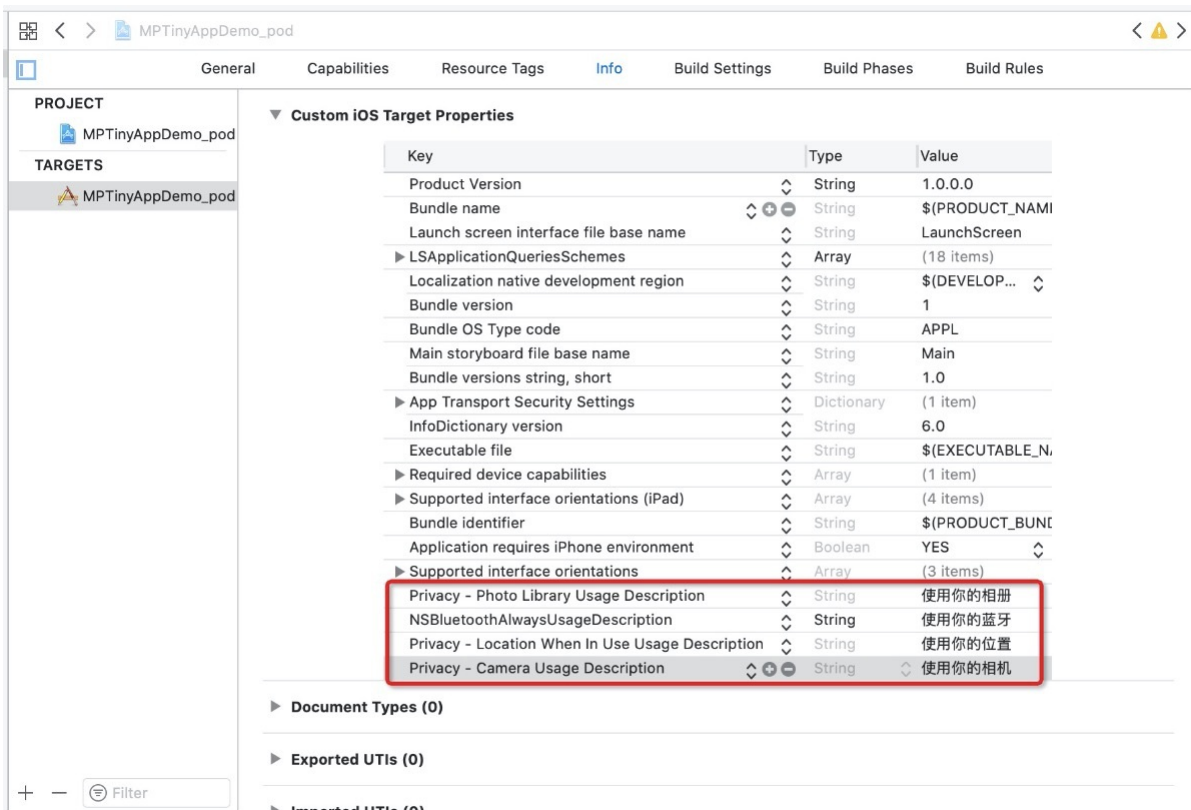 MPTinyAppDemo_pod
General Capabilities Resource Tags Info Build Settings Build Phases Build Rules
PROJECT
MPTinyAppDemo_pod
TARGETS
MPTinyAppDemo_pod
Custom iOS Target Properties
Key Type Value
Product Version String 1.0.0.0
Bundle name String $(PRODUCT_NAM
Launch screen interface file base name String LaunchScreen
LSApplicationQueriesSchemes Array (18 items)
Localization native development region String $(DEVELOP...
Bundle version String 1
Bundle OS Type code String APPL
Main storyboard file base name String Main
Bundle versions string, short String 1.0
App Transport Security Settings Dictionary (1 item)
InfoDictionary version String 6.0
Executable file String $(EXECUTABLE_N
Required device capabilities Array (1 item)
Supported interface orientations (iPad) Array (4 items)
Bundle identifier String $(PRODUCT_BUND
Application requires iPhone environment Boolean YES
Supported interface orientations Array (3 items)
Privacy - Photo Library Usage Description String 使用你的相册
NSBluetoothAlwaysUsageDescription String 使用你的蓝牙
Privacy - Location When In Use Usage Description String 使用你的位置
Privacy - Camera Usage Description String 使用你的相机
Document Types (0)
Exported UTIs (0)
Filter
Imported UTIs (0)